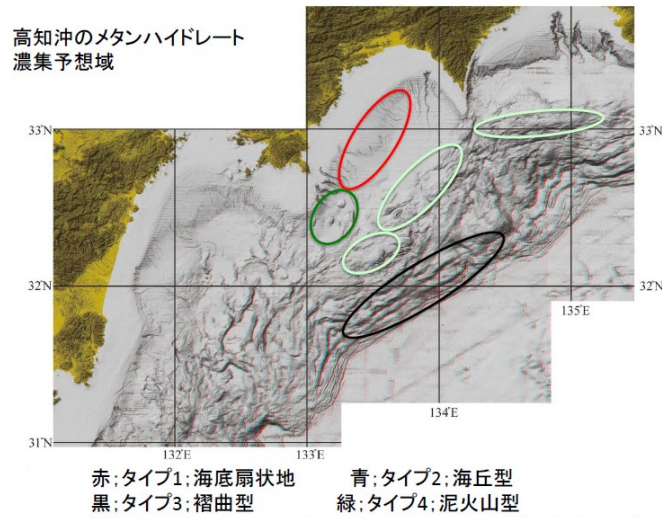 高知沖のメタンハイドレート
濃集予想域
33°N
33°N
32°N
32°N
135°E
134°E
31°N
132°E
133°E
赤;タイプ1;海底扇状地 青;タイプ2;海丘型
黒;タイプ3;褶曲型 緑;タイプ4;泥火山型